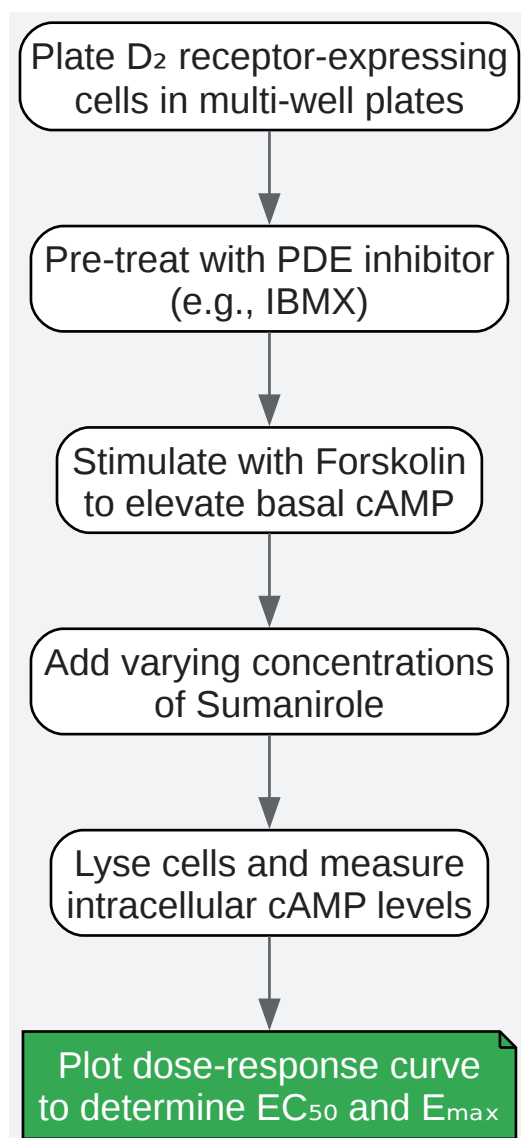 Plate D₂ receptor-expressing
cells in multi-well plates
Pre-treat with PDE inhibitor
(e.g., IBMX)
Stimulate with Forskolin
to elevate basal cAMP
Add varying concentrations
of Sumanirole
Lyse cells and measure
intracellular cAMP levels
Plot dose-response curve
to determine EC₅₀ and Eₘₐₓ